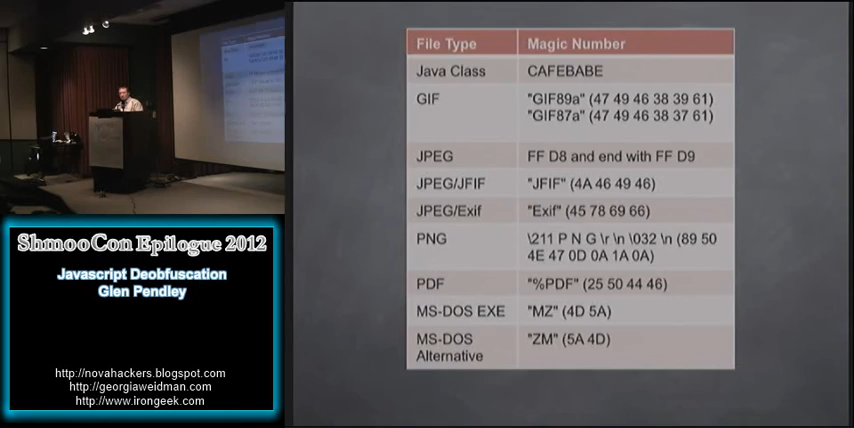 File Type Magic Number
Java Class CAFEBABE
GIF "GIF89a" (47 49 46 38 39 61)
"GIF87a" (47 49 46 38 37 61)
JPEG FF D8 and end with FF D9
JPEG/JFIF "JFIF" (4A 46 49 46)
JPEG/Exif "Exif" (45 78 69 66)
PNG \211 P N G \r \n \032 \n (89 50
4E 47 0D 0A 1A 0A)
PDF "%PDF" (25 50 44 46)
MS-DOS EXE "MZ" (4D 5A)
MS-DOS
Alternative "ZM" (5A 4D)
ShmooCon Epilogue 2012
Javascript Deobfuscation
Glen Pendley
http://novahackers.blogspot.com
http://georgiaweidman.com
http://www.irongeek.com